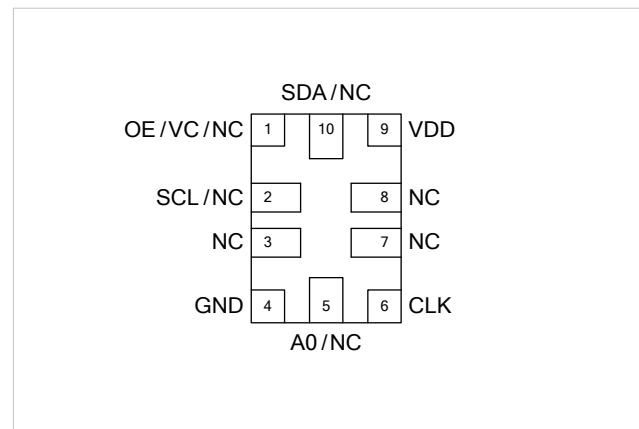 SDA/NC
OE/VC/NC 1 10 9 VDD
SCL/NC 2 8 NC
NC 3 7 NC
GND 4 5 6 CLK
A0/NC